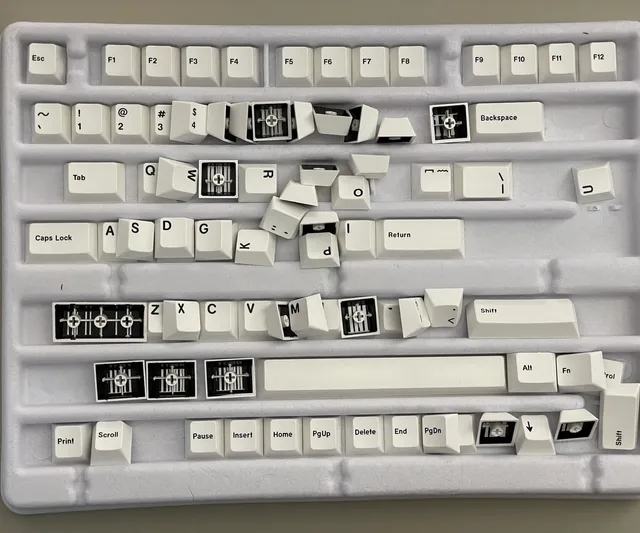 Esc F1 F2 F3 F4 F5 F6 F7 F8 F9 F10 F11 F12
~ ! 1 @ 2 # 3 $ 4 Backspace
Tab Q W R O \ U
Caps Lock A S D G K P I Return
Z X C V M Shift
Alt Fn
Print Scroll Pause Insert Home PgUp Delete End PgDn ↓ Shift